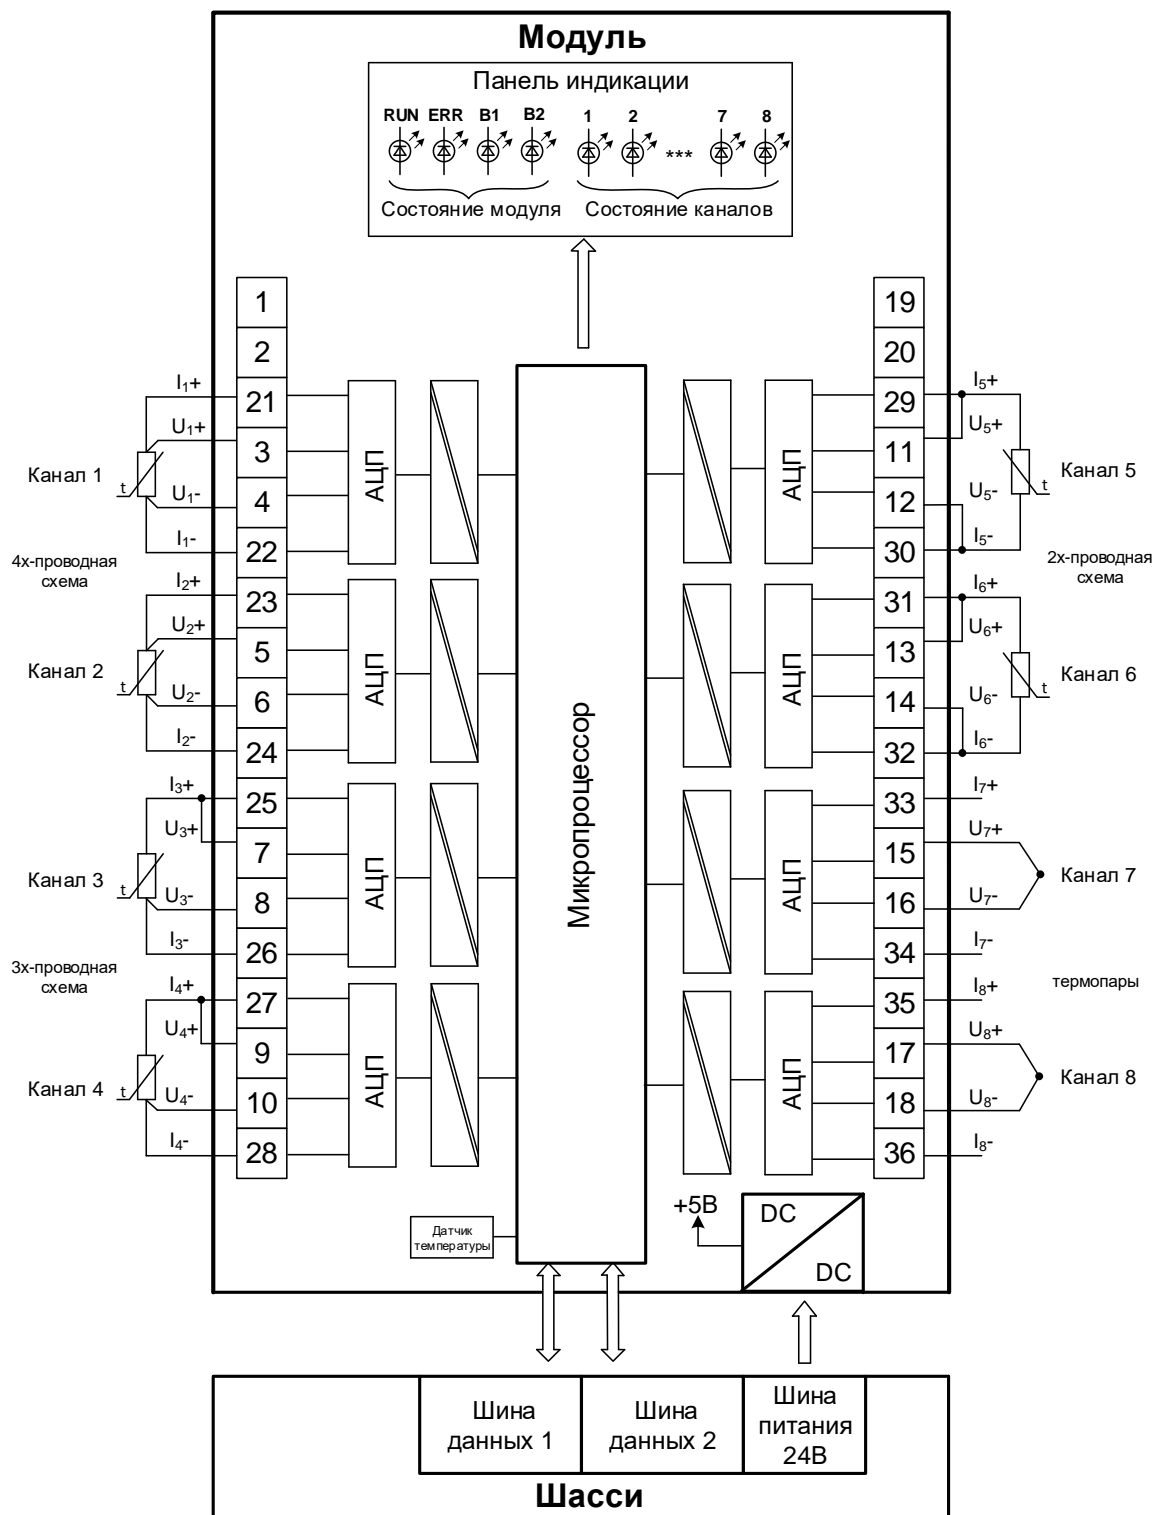 Модуль
Панель индикации
RUN ERR B1 B2 1 2 *** 7 8
Состояние модуля Состояние каналов
1
2
21
3
4
22
23
5
6
24
25
7
8
26
27
9
10
28
I1+
U1+
Канал 1
t
U1-
I1-
4х-проводная
схема
I2+
U2+
Канал 2
t
U2-
I2-
I3+
U3+
Канал 3
t
U3-
I3-
3х-проводная
схема
I4+
U4+
Канал 4
t
U4-
I4-
АЦП
АЦП
АЦП
АЦП
Микропроцессор
АЦП
АЦП
АЦП
АЦП
19
20
29
11
12
30
31
13
14
32
33
15
16
34
35
17
18
36
I5+
U5+
Канал 5
t
U5-
I5-
2х-проводная
схема
I6+
U6+
Канал 6
t
U6-
I6-
I7+
U7+
Канал 7
U7-
I7-
термопары
I8+
U8+
Канал 8
U8-
I8-
Датчик
температуры
+5В
DC
DC
Шина
данных 1
Шина
данных 2
Шина
питания
24В
Шасси